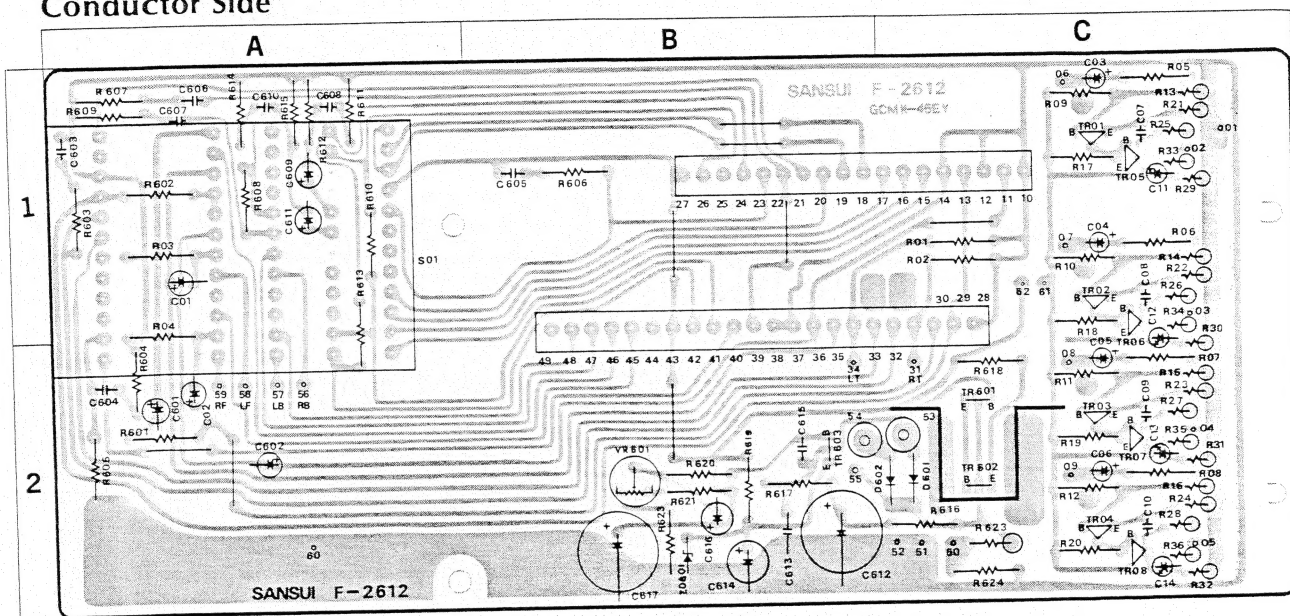 Conductor Side
A B C
1
2
SANSUI F-2612
GCMK-46EY
R607 C606 R614 C610 R615 C608 R611
R609 C607 R612
C603
R602 R608 C609 R610
R603 C611
R03 S01
C01 R613
R04
R604
C604 C601 C02
59 58 57 56
RF LF LB RB
R601
C602
R605
60
SANSUI F-2612
C605 R606
27 26 25 24 23 22 21 20 19 18 17 16 15 14 13 12 11 10
R01
R02
62 61
30 29 28
49 48 47 46 45 44 43 42 41 40 39 38 37 36 35 33 32
34 31
LT RT
R618
TR601
E B
54 53
VR601 R620 R619 C615 E B TR603
55 D602 D601
TR602
B E
R621 R617
R623 C616 R616 R623
52 51 60
C617 C614 C613 C612 R624
06 C03 R05
R09 R13
R21
TR01 C07 R25 01
B E
R33 02
R17 B E TR05 C11 R29
07 C04 R06
R10 R14
R22
TR02 C08 R26
B E
R34 03
R18 B E TR06 C12 R30
08 C05 R07
R11 R15
R23
TR03 C09 R27
B E
R35 04
R19 B E TR07 C13 R31
09 C06 R08
R12 R16
R24
TR04 C10 R28
B E
R36 05
R20 B E TR08 C14 R32